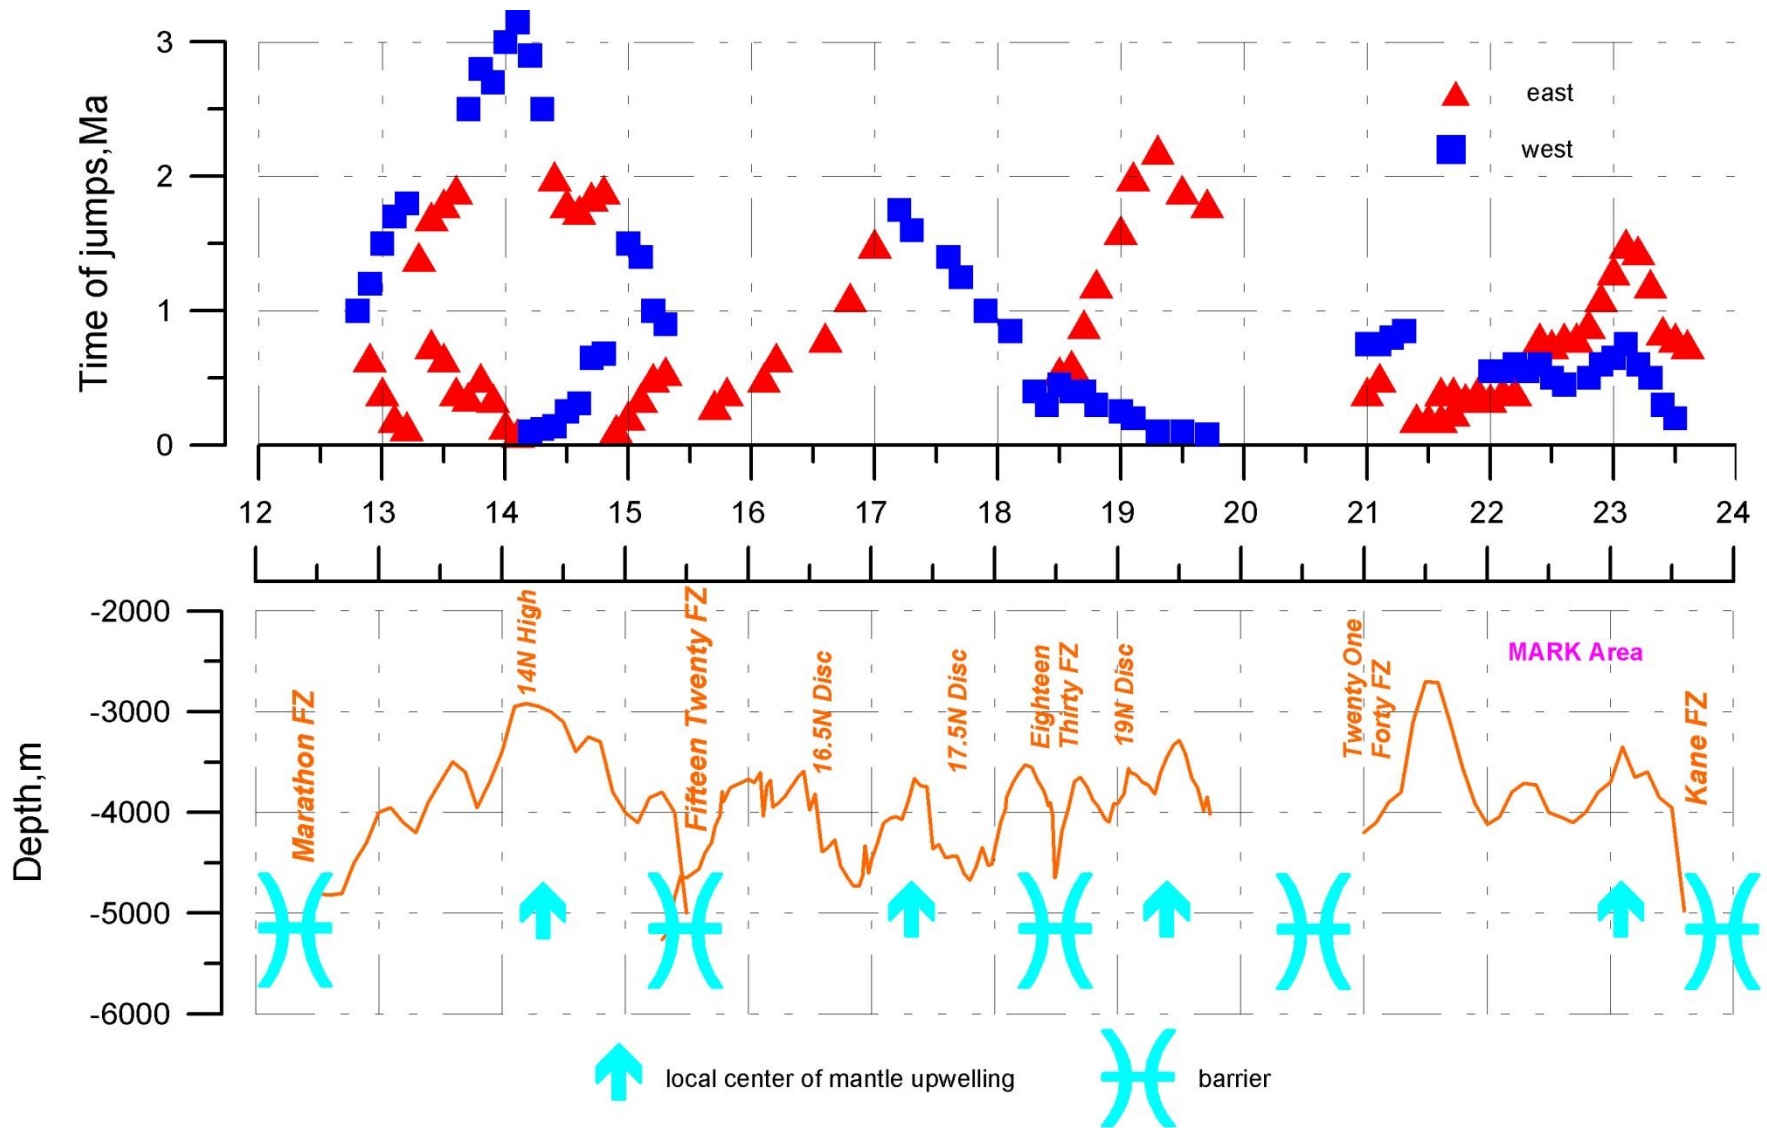 Time of jumps,Ma
3
2
1
0
east
west
12 13 14 15 16 17 18 19 20 21 22 23 24
Depth,m
-2000
-3000
-4000
-5000
-6000
Marathon FZ
14N High
Fifteen Twenty FZ
16.5N Disc
17.5N Disc
Eighteen
Thirty FZ
19N Disc
Twenty One
Forty FZ
MARK Area
Kane FZ
local center of mantle upwelling
barrier